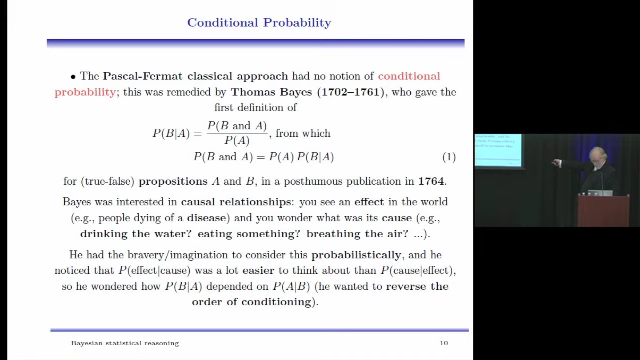 Conditional Probability
• The Pascal-Fermat classical approach had no notion of conditional
probability; this was remedied by Thomas Bayes (1702–1761), who gave the
first definition of
P(B|A) = P(B and A) / P(A), from which
P(B and A) = P(A) P(B|A) (1)
for (true-false) propositions A and B, in a posthumous publication in 1764.
Bayes was interested in causal relationships: you see an effect in the world
(e.g., people dying of a disease) and you wonder what was its cause (e.g.,
drinking the water? eating something? breathing the air? ...).
He had the bravery/imagination to consider this probabilistically, and he
noticed that P(effect|cause) was a lot easier to think about than P(cause|effect),
so he wondered how P(B|A) depended on P(A|B) (he wanted to reverse the
order of conditioning).
Bayesian statistical reasoning 10